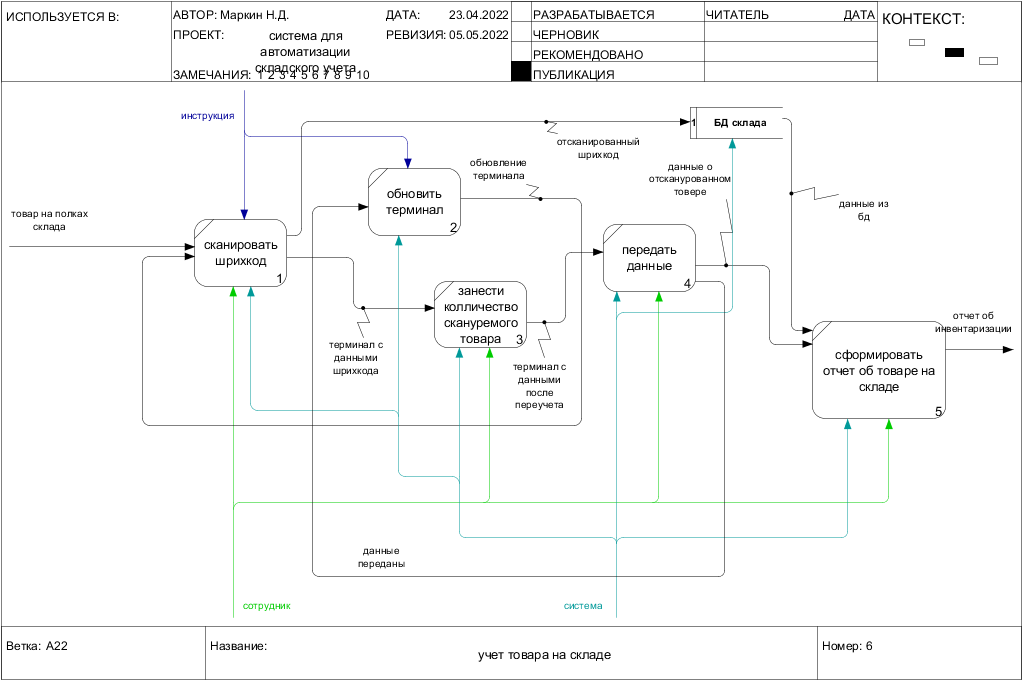 ИСПОЛЬЗУЕТСЯ В:
АВТОР: Маркин Н.Д.
ДАТА: 23.04.2022
РАЗРАБАТЫВАЕТСЯ
ЧИТАТЕЛЬ
ДАТА
КОНТЕКСТ:
ПРОЕКТ:
система для
автоматизации
складского учета
РЕВИЗИЯ: 05.05.2022
ЧЕРНОВИК
РЕКОМЕНДОВАНО
ЗАМЕЧАНИЯ: 1 2 3 4 5 6 7 8 9 10
ПУБЛИКАЦИЯ
инструкция
1
БД склада
отсканированный
шрихкод
обновление
терминала
данные о
отсканурованном
товере
обновить
терминал
2
данные из
бд
товар на полках
склада
сканировать
шрихкод
1
передать
данные
4
занести
колличество
скануремого
товара
3
отчет об
инвентаризации
терминал с
данными
шрихкода
терминал с
данными
после
переучета
сформировать
отчет об товаре на
складе
5
данные
переданы
сотрудник
система
Ветка: A22
Название:
учет товара на складе
Номер: 6